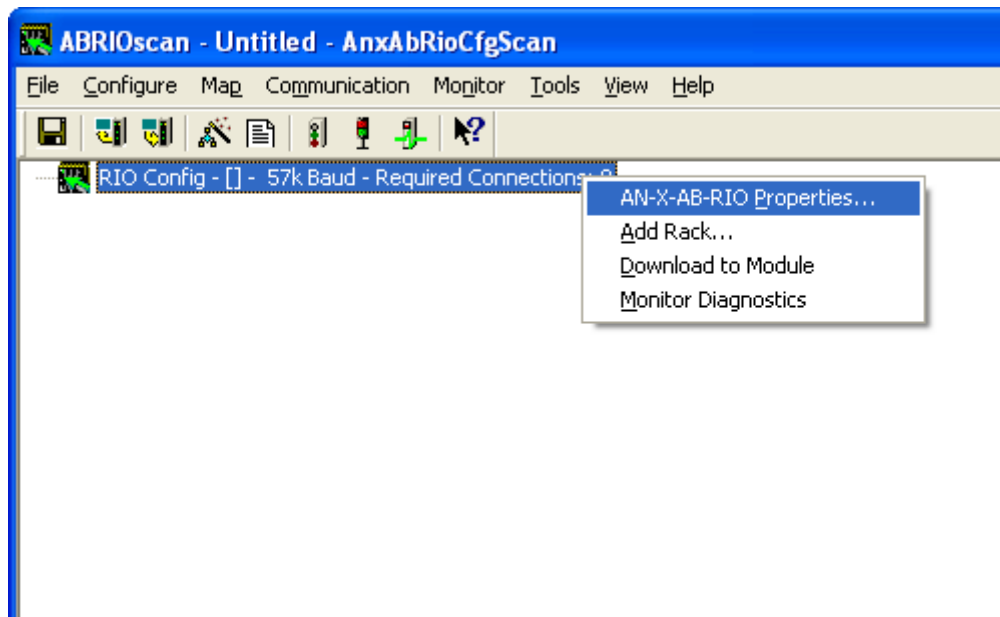 ABRIOscan - Untitled - AnxAbRioCfgScan
File Configure Map Communication Monitor Tools View Help
RIO Config - [] - 57k Baud - Required Connections:
AN-X-AB-RIO Properties...
Add Rack...
Download to Module
Monitor Diagnostics